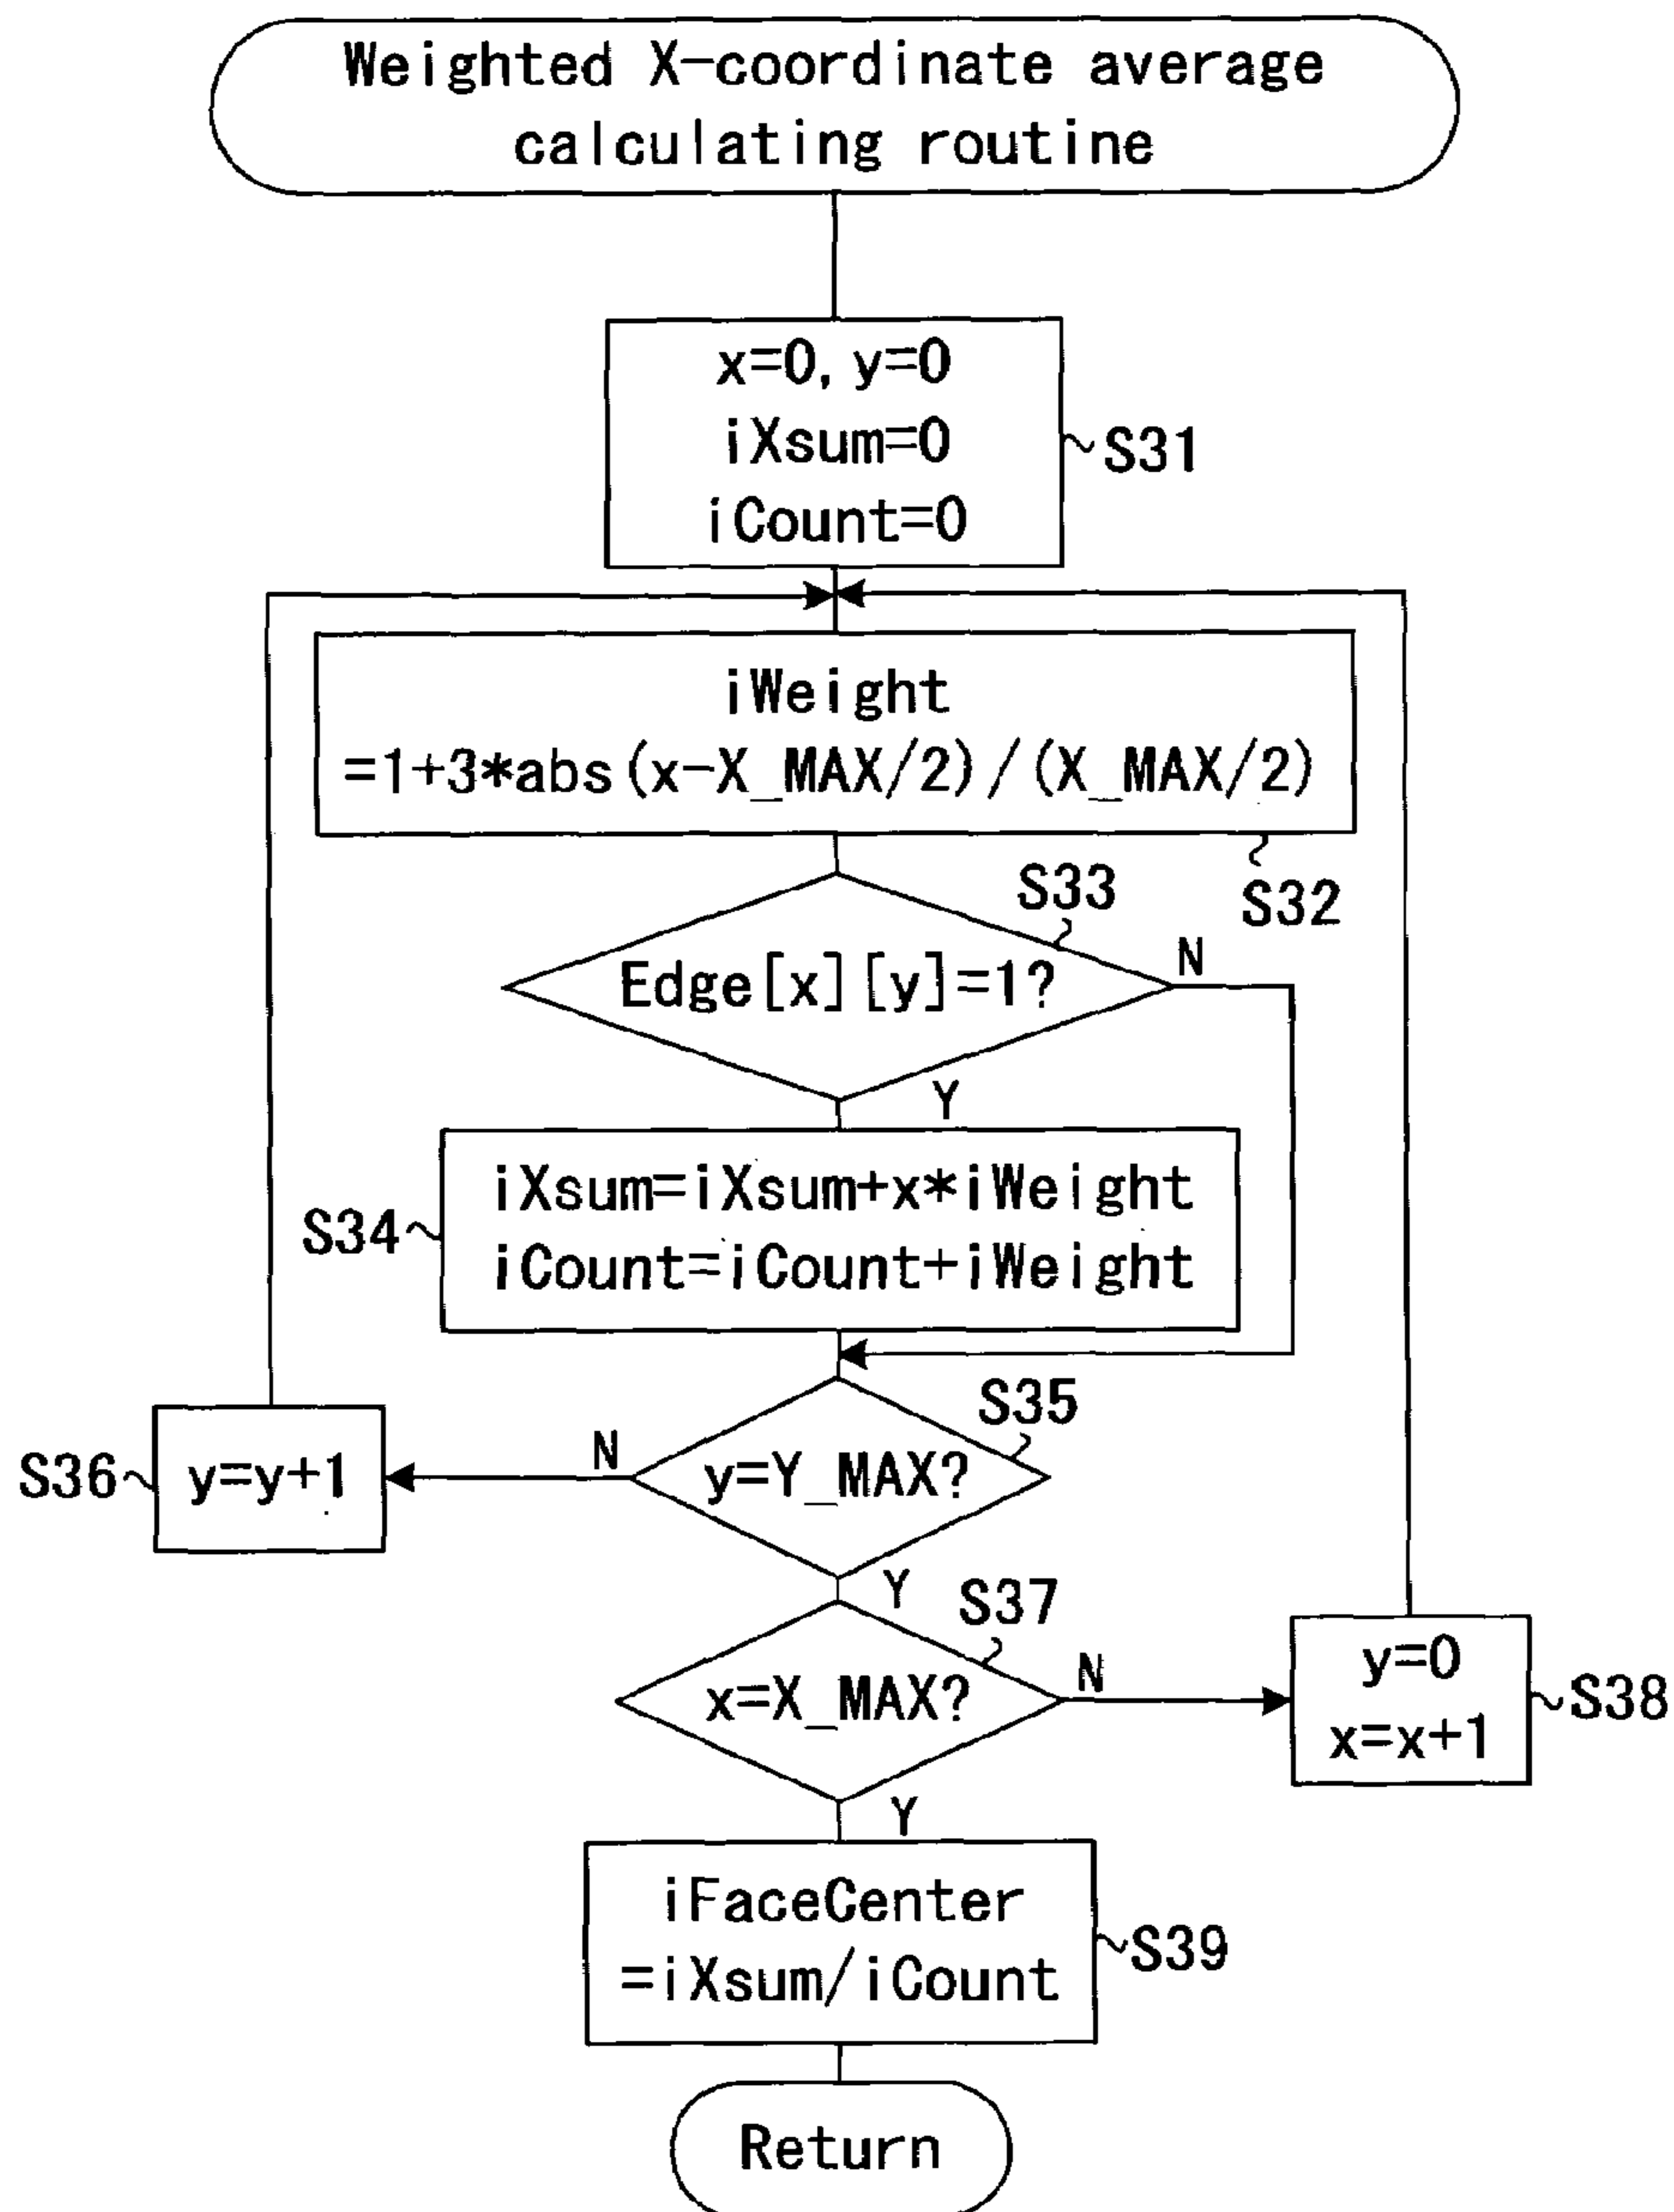 Weighted X-coordinate average
calculating routine
x=0, y=0
iXsum=0
iCount=0
S31
iWeight
=1+3*abs(x-X_MAX/2)/(X_MAX/2)
S32
S33
Edge[x][y]=1?
N
Y
iXsum=iXsum+x*iWeight
iCount=iCount+iWeight
S34
S35
y=Y_MAX?
N
S36
y=y+1
Y
S37
x=X_MAX?
N
y=0
x=x+1
S38
Y
iFaceCenter
=iXsum/iCount
S39
Return